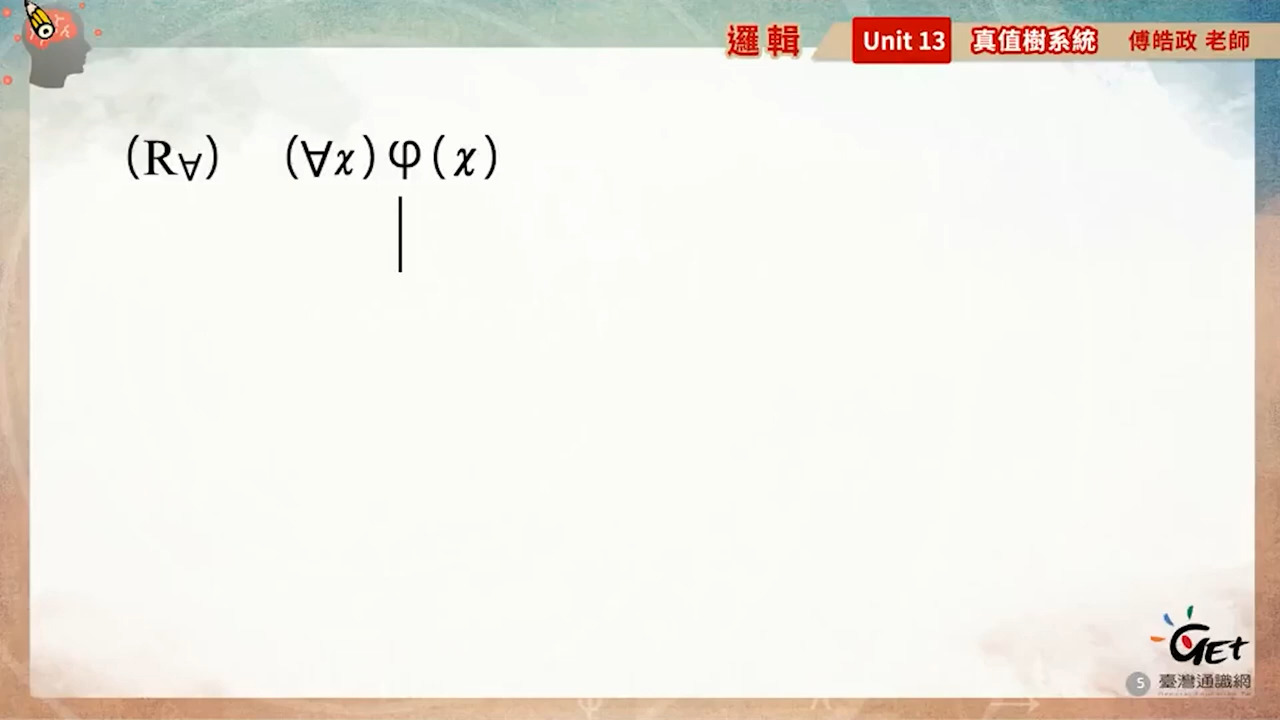 邏輯 Unit 13 真值樹系統 傅皓政 老師
(R∀) (∀x) φ (x)
GET
5 臺灣通識網